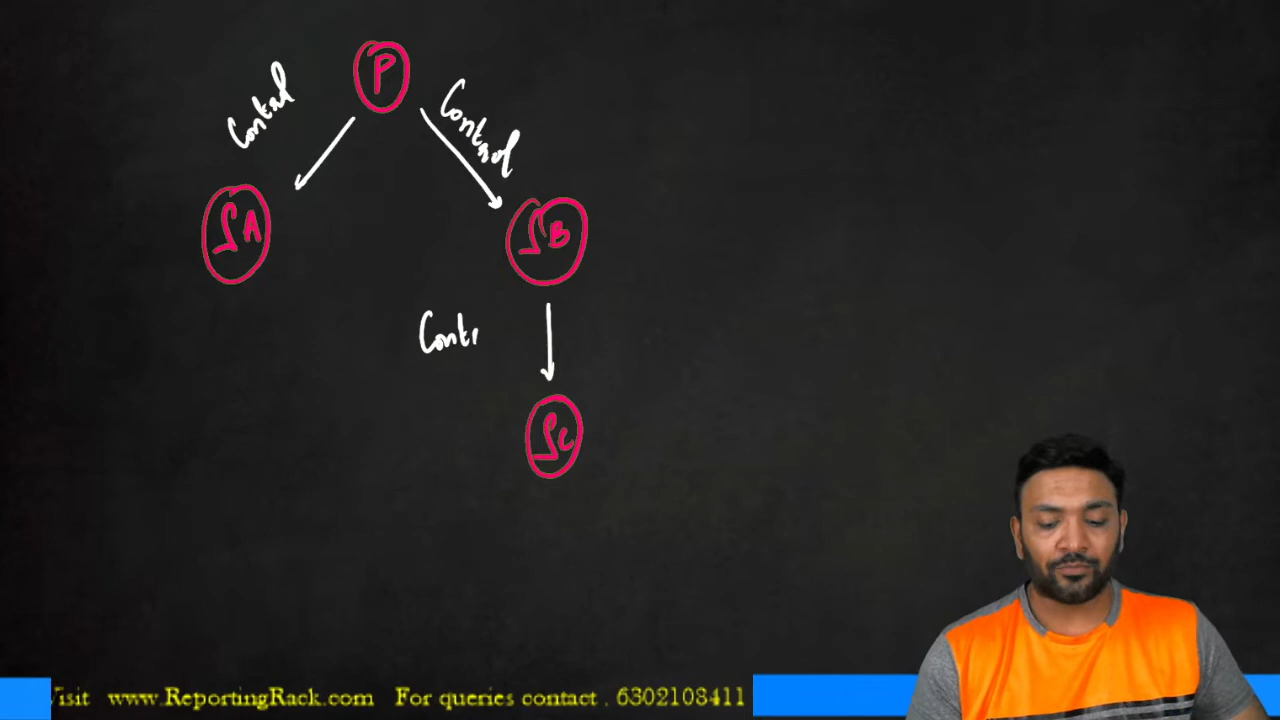 P
Control
Control
SA
SB
Contr
SC
Visit www.ReportingRack.com For queries contact . 6302108411